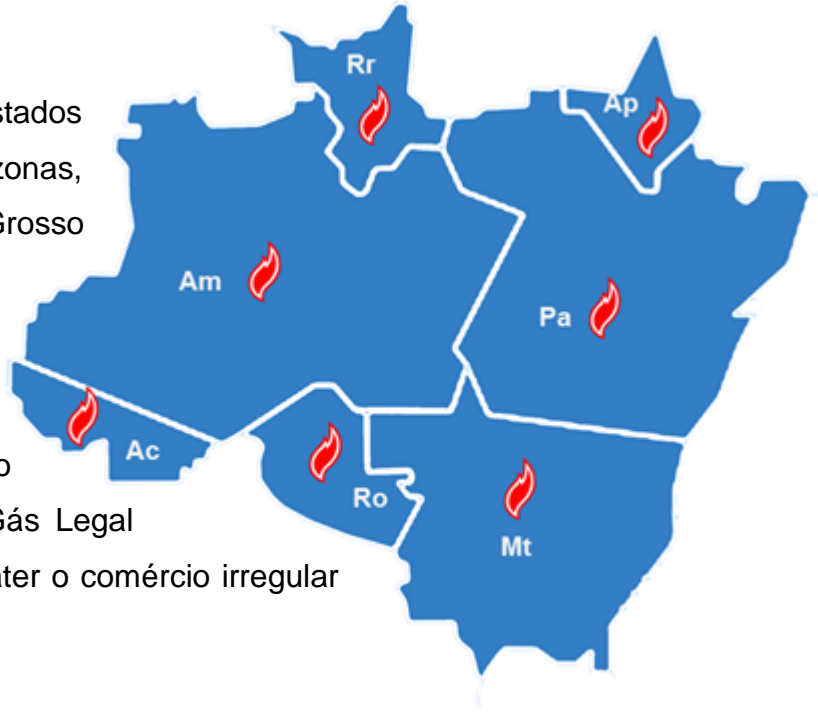 Rr
stados
Ap
zonas,
Grosso
Am
Pa
Ac
o
Gás Legal
Ro
ater o comércio irregular
Mt